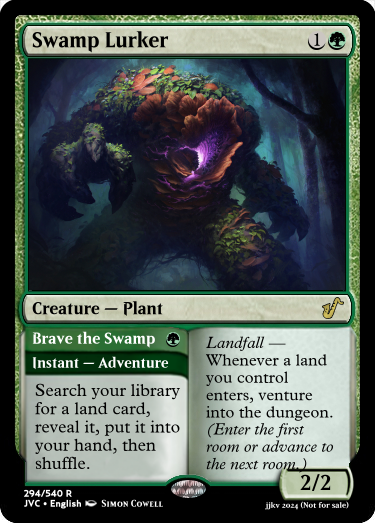 Swamp Lurker 1
Creature — Plant
Brave the Swamp
Instant — Adventure
Search your library
for a land card,
reveal it, put it into
your hand, then
shuffle.
Landfall —
Whenever a land
you control
enters, venture
into the dungeon.
(Enter the first
room or advance to
the next room.)
2/2
294/540 R
JVC • English Simon Cowell
jjkv 2024 (Not for sale)